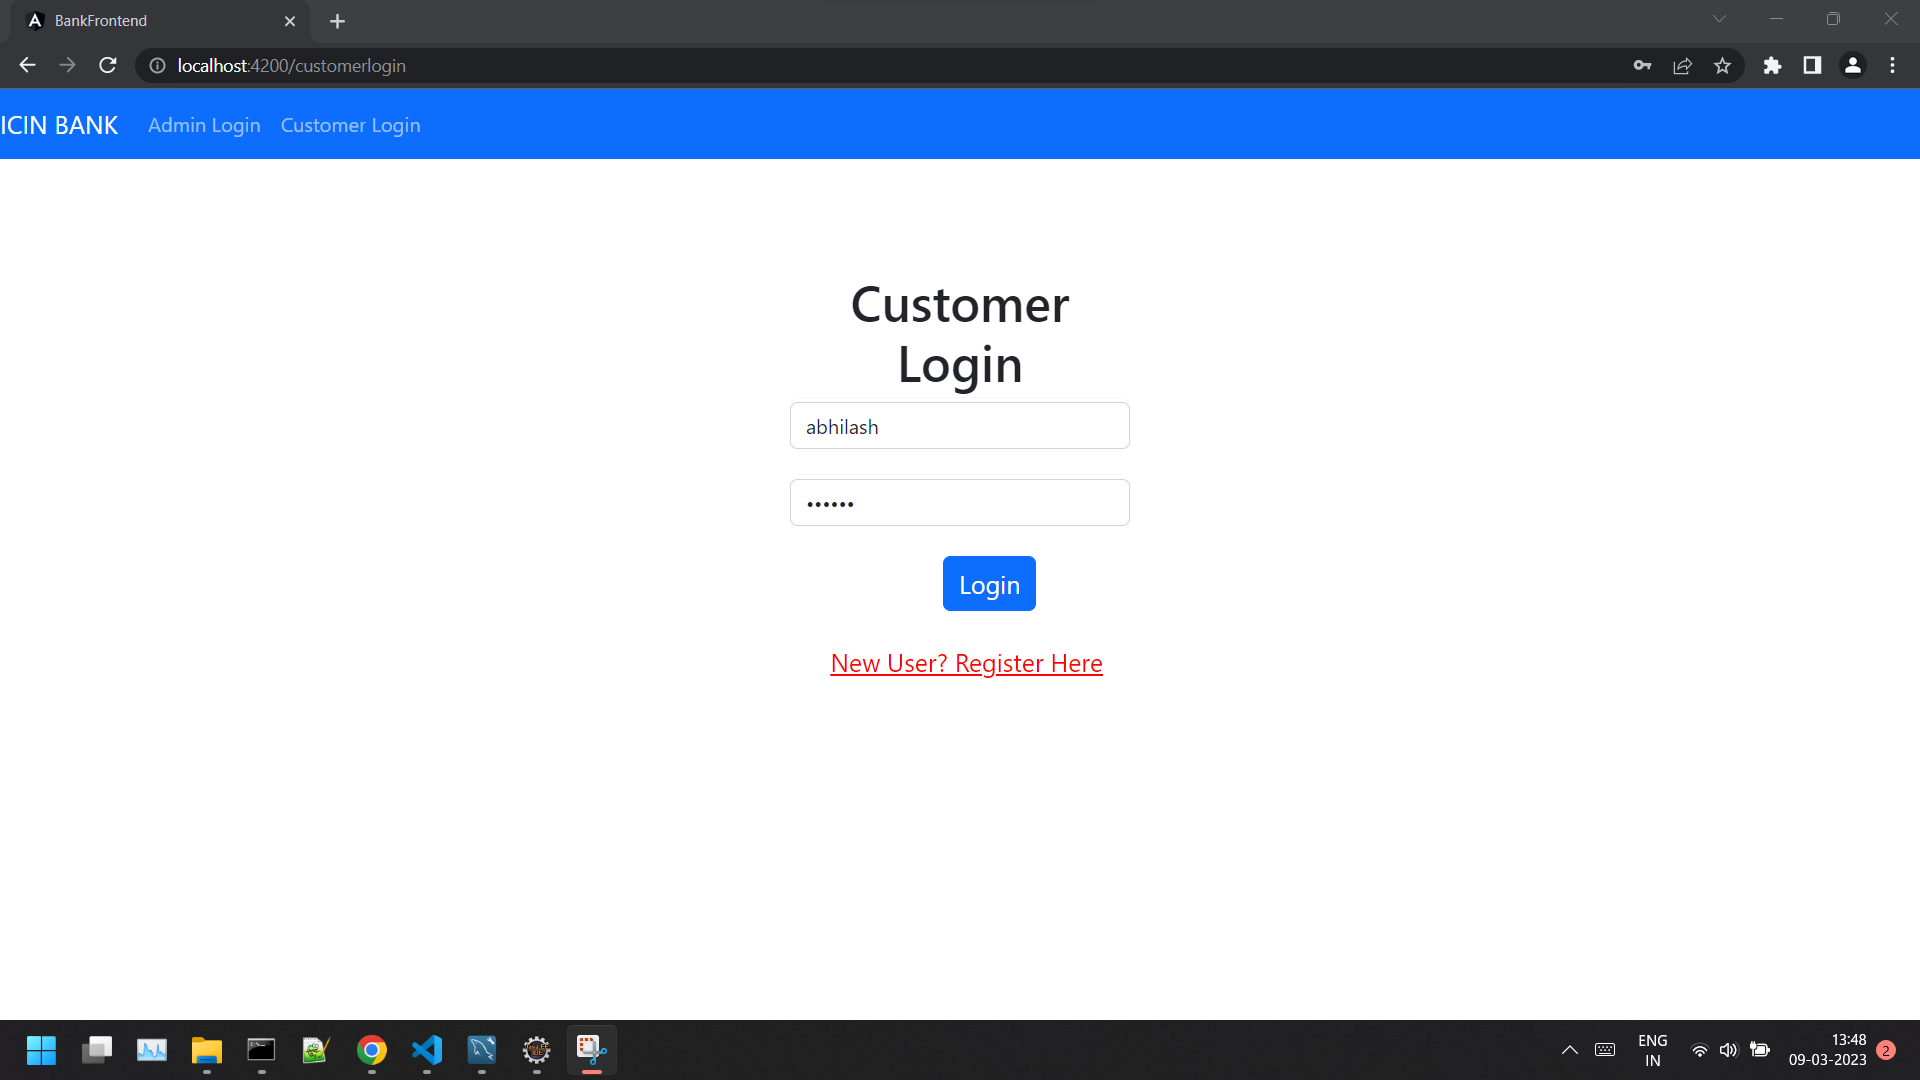 BankFrontend
localhost:4200/customerlogin
ICIN BANK Admin Login Customer Login
Customer
Login
abhilash
••••••
Login
New User? Register Here
ENG
IN
13:48
09-03-2023
2